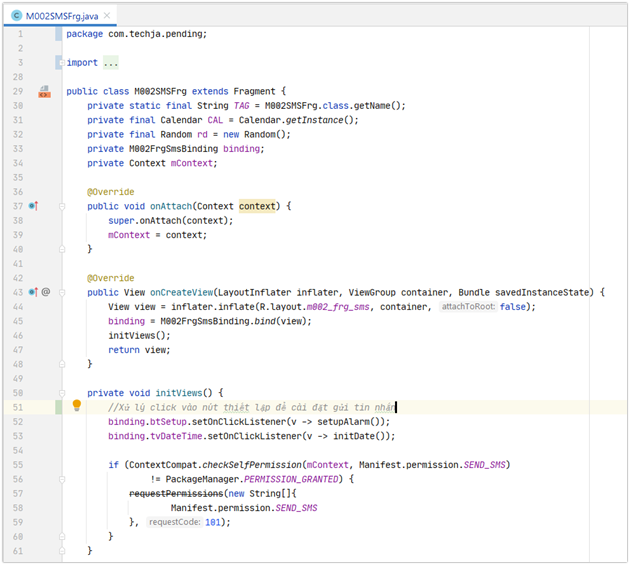 M002SMSFrg.java
1 package com.techja.pending;
2
3 import ...
28
29 public class M002SMSFrg extends Fragment {
30 private static final String TAG = M002SMSFrg.class.getName();
31 private final Calendar CAL = Calendar.getInstance();
32 private final Random rd = new Random();
33 private M002FrgSmsBinding binding;
34 private Context mContext;
35
36 @Override
37 public void onAttach(Context context) {
38 super.onAttach(context);
39 mContext = context;
40 }
41
42 @Override
43 @ public View onCreateView(LayoutInflater inflater, ViewGroup container, Bundle savedInstanceState) {
44 View view = inflater.inflate(R.layout.m002_frg_sms, container, attachToRoot: false);
45 binding = M002FrgSmsBinding.bind(view);
46 initViews();
47 return view;
48 }
49
50 private void initViews() {
51 //Xử lý click vào nút thiết lập để cài đặt gửi tin nhắn
52 binding.btSetup.setOnClickListener(v -> setupAlarm());
53 binding.tvDateTime.setOnClickListener(v -> initDate());
54
55 if (ContextCompat.checkSelfPermission(mContext, Manifest.permission.SEND_SMS)
56 != PackageManager.PERMISSION_GRANTED) {
57 requestPermissions(new String[]{
58 Manifest.permission.SEND_SMS
59 }, requestCode: 101);
60 }
61 }